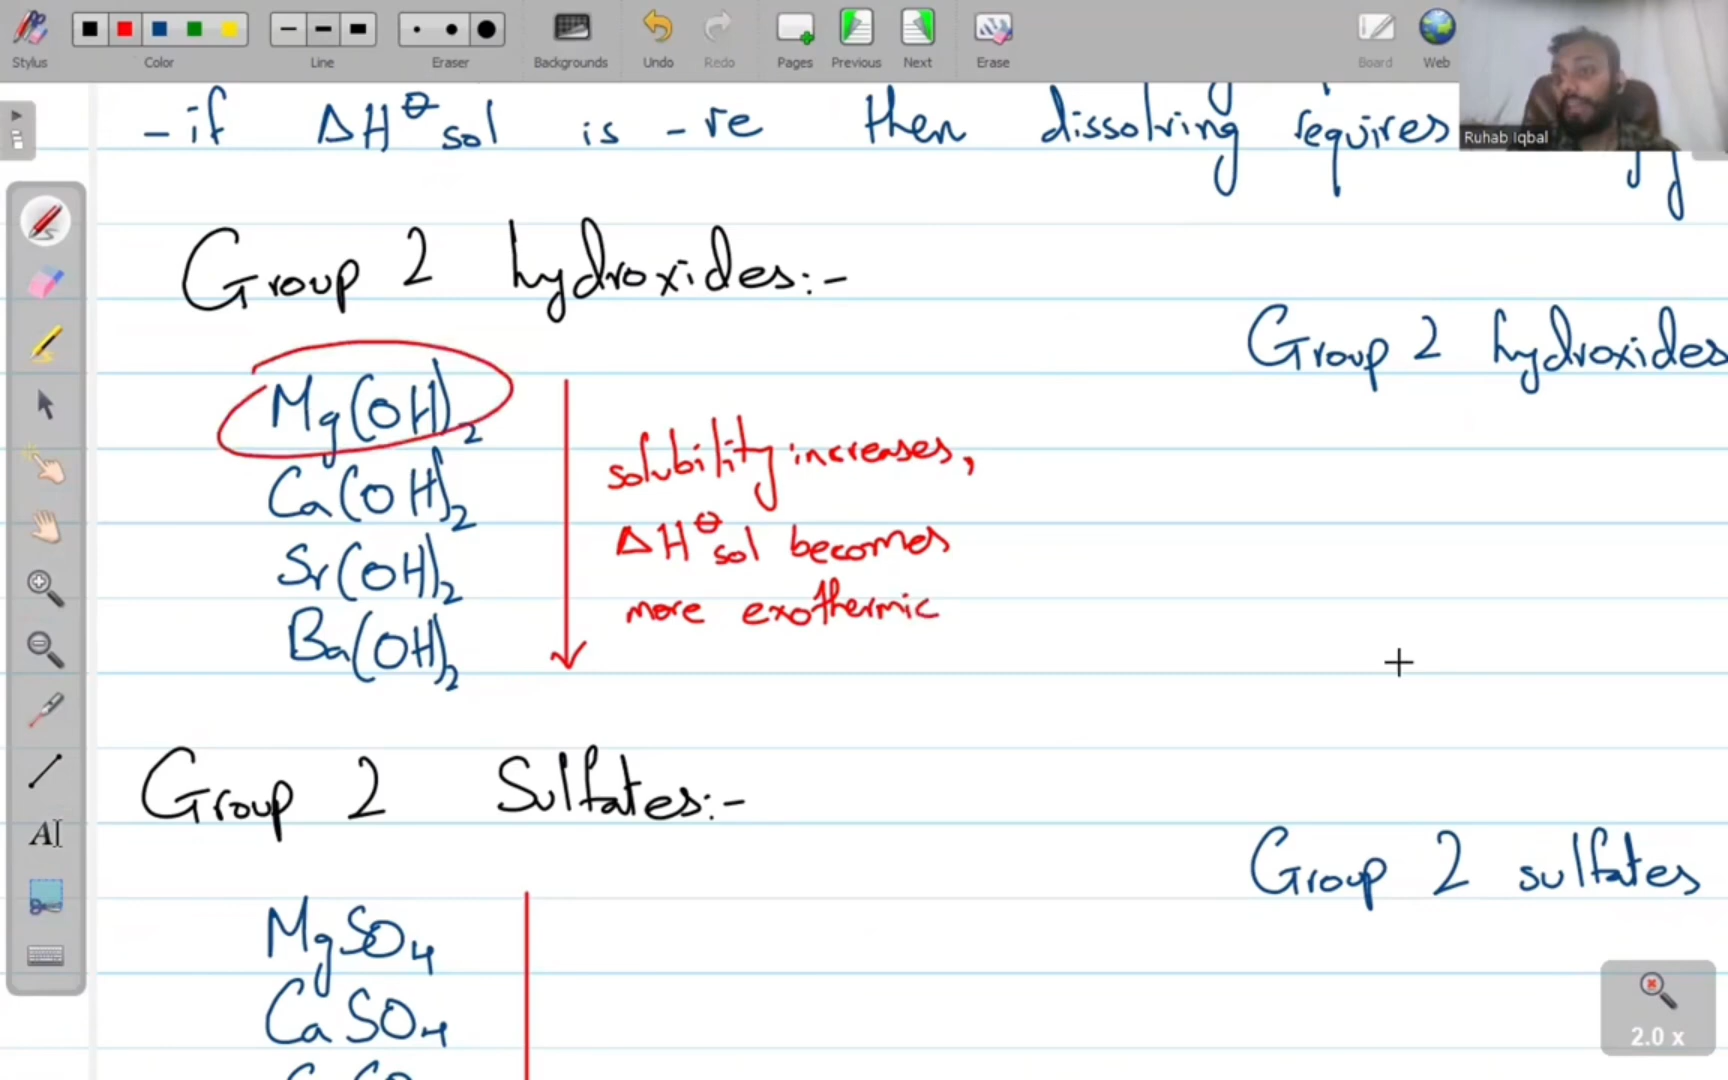 Stylus
Color
Line
Eraser
Backgrounds
Undo
Redo
Pages
Previous
Next
Erase
Board
Web
Ruhab Iqbal
- if ΔH⦵sol is -ve then dissolving requires
Group 2 hydroxides:-
Group 2 hydroxides
Mg(OH)₂
Ca(OH)₂
Sr(OH)₂
Ba(OH)₂
solubility increases,
ΔH⦵sol becomes
more exothermic
Group 2 Sulfates:-
Group 2 sulfates
MgSO₄
CaSO₄
2.0 x